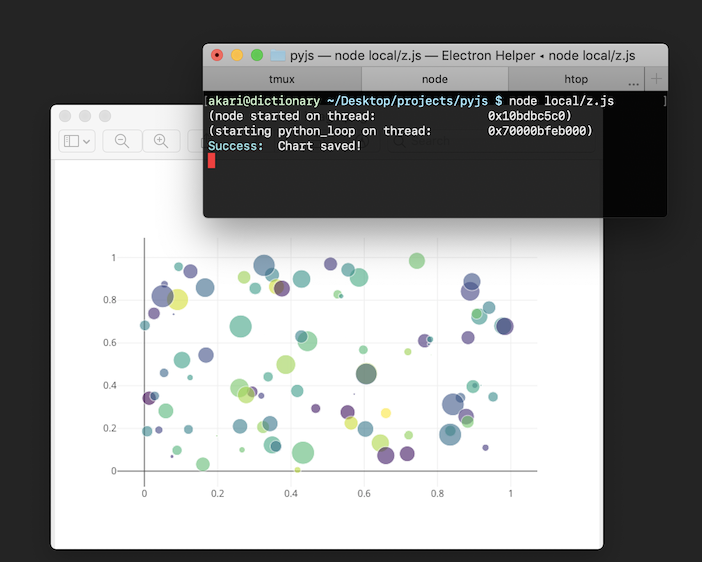 pyjs — node local/z.js — Electron Helper ◂ node local/z.js
tmux node htop ... +
[akari@dictionary ~/Desktop/projects/pyjs $ node local/z.js ]
(node started on thread: 0x10bdbc5c0)
(starting python_loop on thread: 0x70000bfeb000)
Success: Chart saved!
Search
1
0.8
0.6
0.4
0.2
0
0 0.2 0.4 0.6 0.8 1